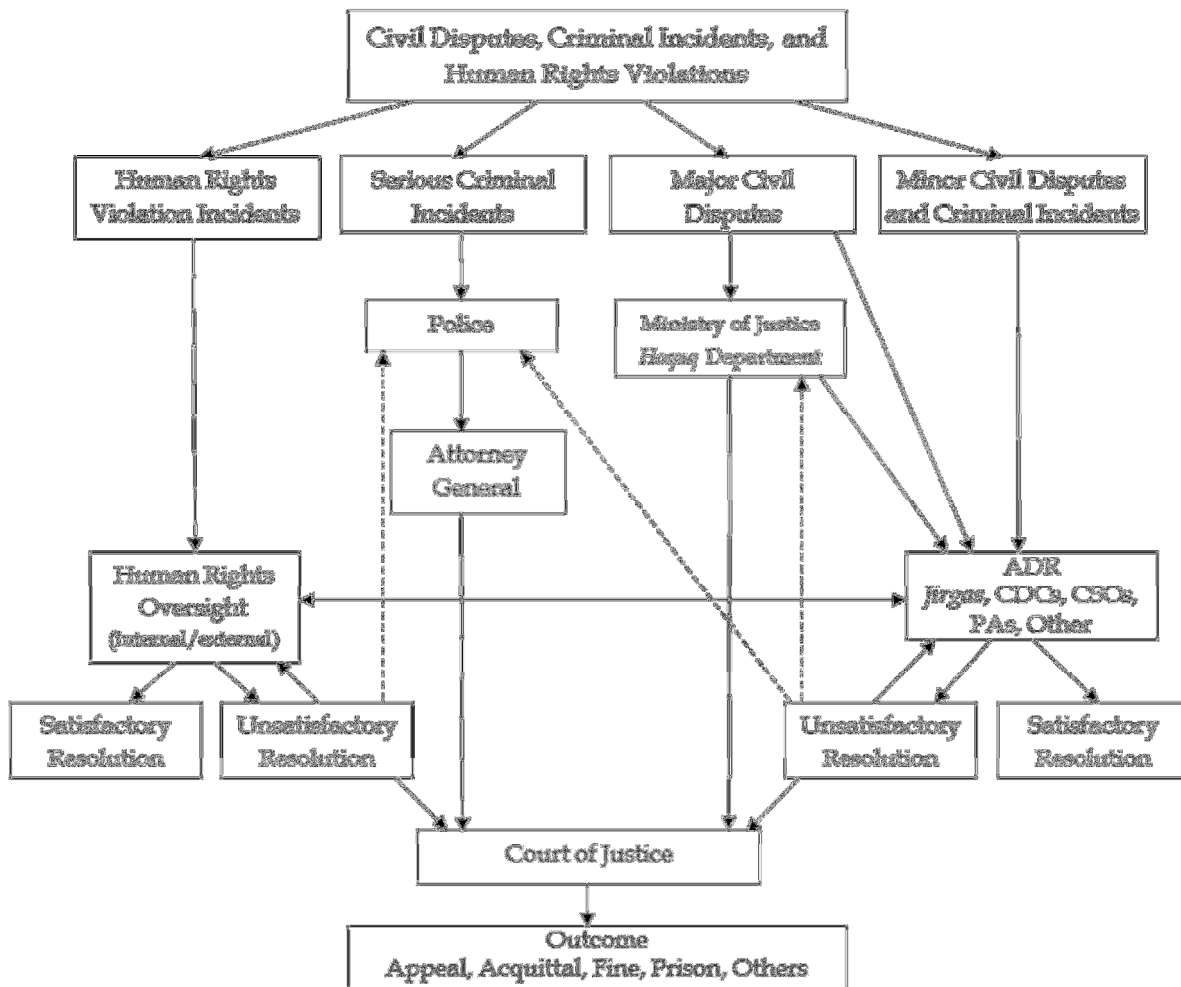 Civil Disputes, Criminal Incidents, and
Human Rights Violations
Human Rights
Violation Incidents
Serious Criminal
Incidents
Major Civil
Disputes
Minor Civil Disputes
and Criminal Incidents
Police
Ministry of Justice
Huquq Department
Attorney
General
Human Rights
Oversight
(internal/external)
ADR
Jirgas, CDCs, CSOs,
PAs, Other
Satisfactory
Resolution
Unsatisfactory
Resolution
Unsatisfactory
Resolution
Satisfactory
Resolution
Court of Justice
Outcome
Appeal, Acquittal, Fine, Prison, Others